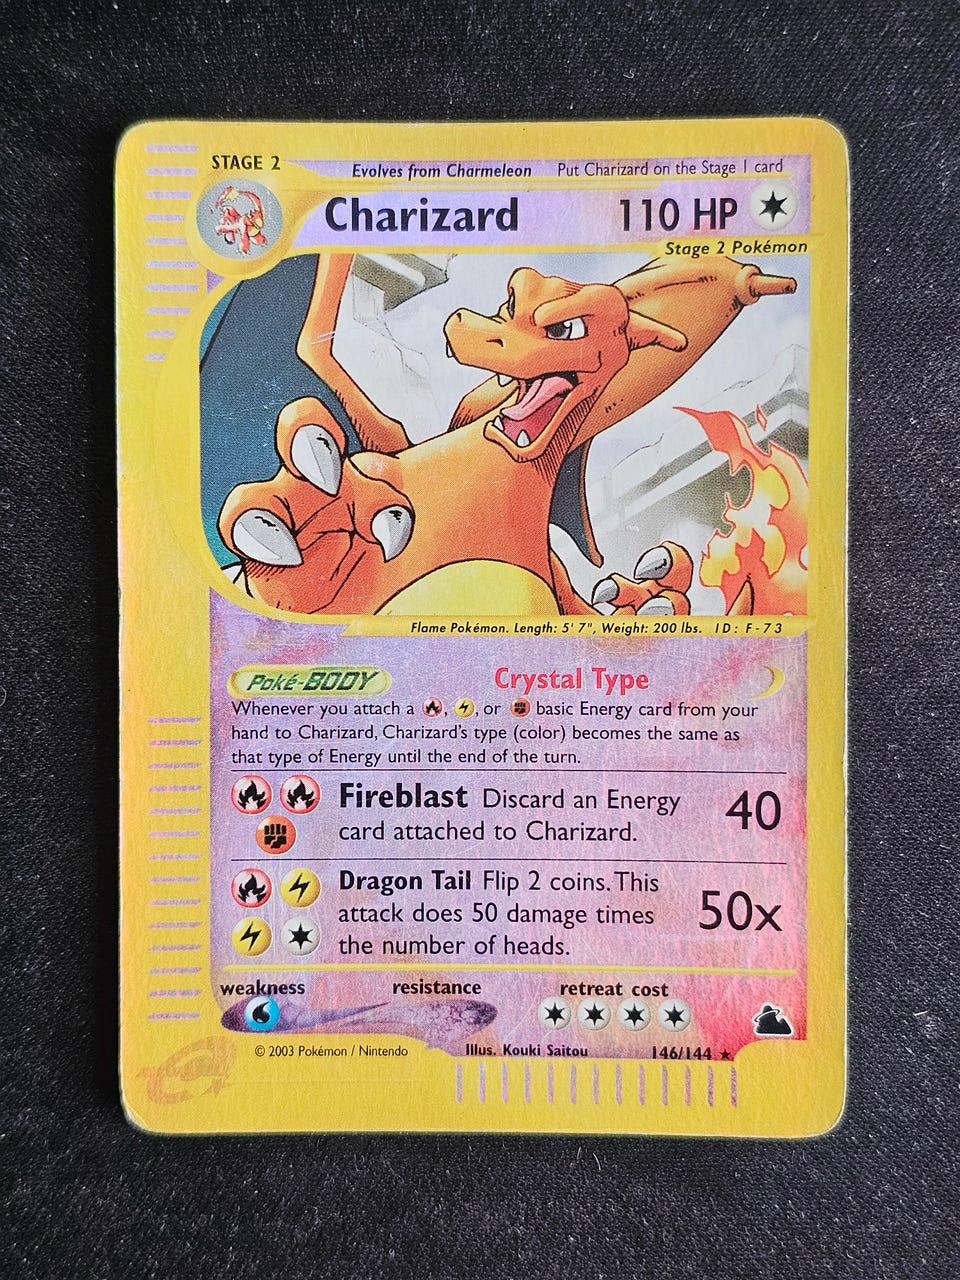 STAGE 2
Evolves from Charmeleon Put Charizard on the Stage 1 card
Charizard 110 HP
Stage 2 Pokémon
Flame Pokémon. Length: 5' 7", Weight: 200 lbs. ID: F-73
Poké-BODY Crystal Type
Whenever you attach a , , or basic Energy card from your
hand to Charizard, Charizard's type (color) becomes the same as
that type of Energy until the end of the turn.
Fireblast Discard an Energy
card attached to Charizard.
40
Dragon Tail Flip 2 coins. This
attack does 50 damage times
the number of heads.
50x
weakness resistance retreat cost
© 2003 Pokémon / Nintendo Illus. Kouki Saitou 146/144 ★